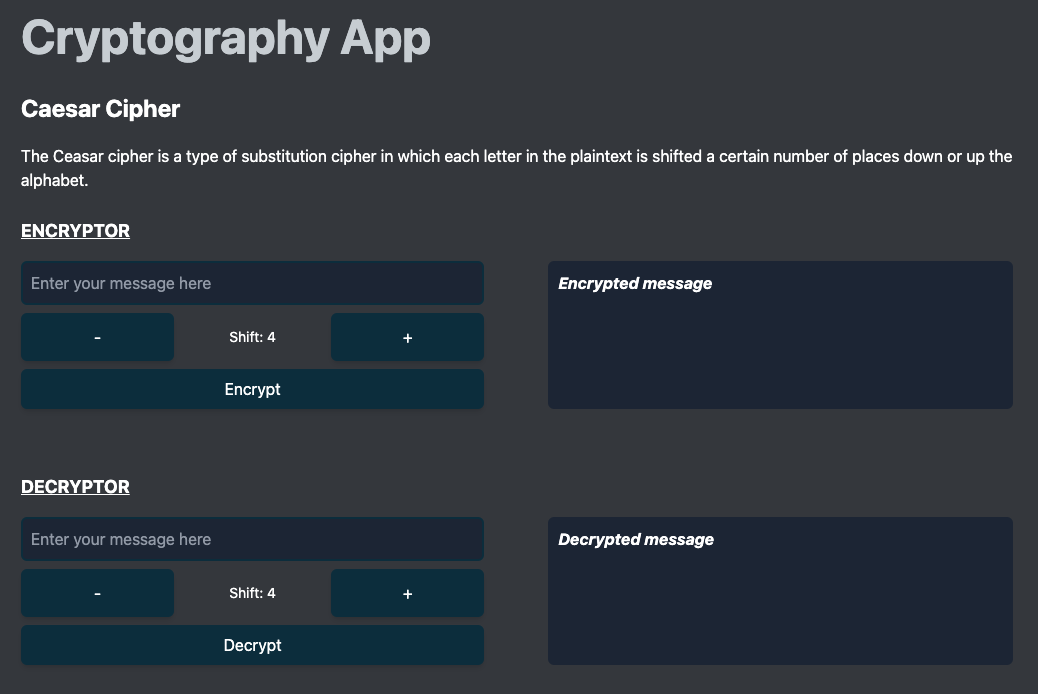 Cryptography App
Caesar Cipher
The Ceasar cipher is a type of substitution cipher in which each letter in the plaintext is shifted a certain number of places down or up the
alphabet.
ENCRYPTOR
Enter your message here
Encrypted message
- Shift: 4 +
Encrypt
DECRYPTOR
Enter your message here
Decrypted message
- Shift: 4 +
Decrypt